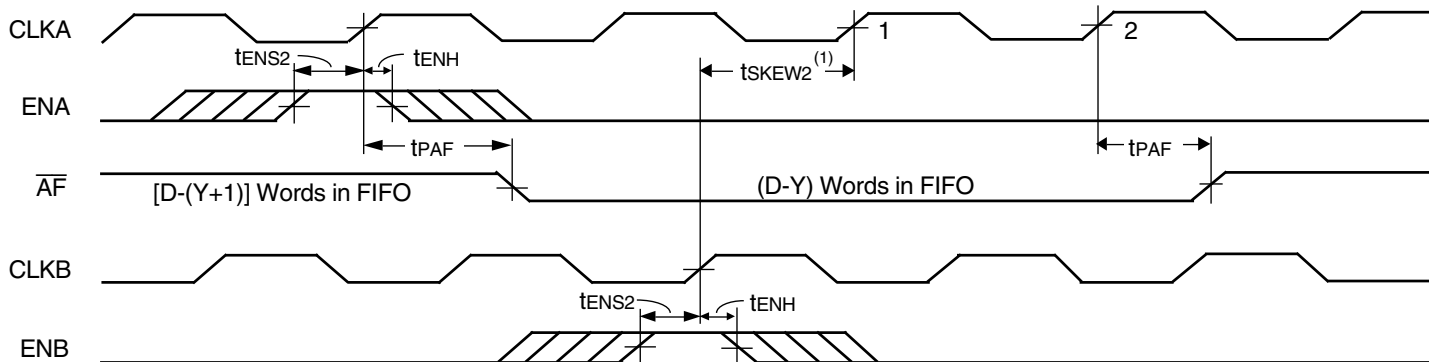 CLKA
1
2
tENS2
tENH
tSKEW2(1)
ENA
tPAF
tPAF
AF
[D-(Y+1)] Words in FIFO
(D-Y) Words in FIFO
CLKB
tENS2
tENH
ENB